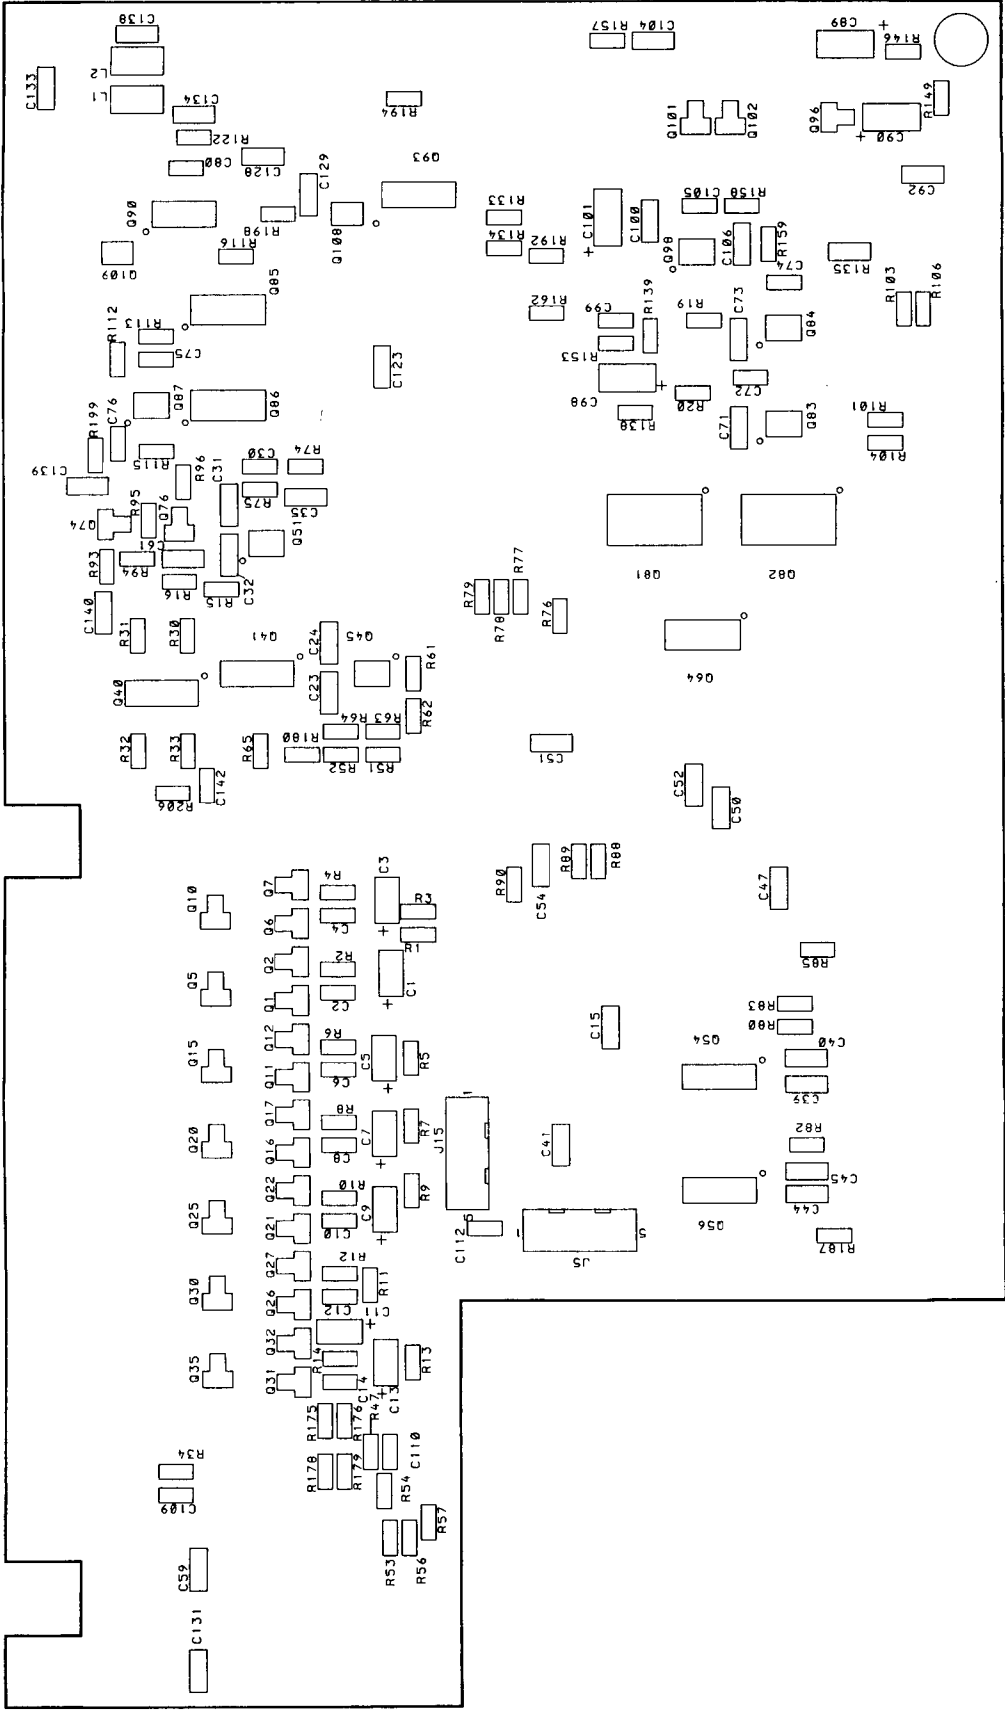 C138
R157
C104
C89
+
R146
L2
C133
L1
C134
R194
R149
R122
Q101
Q102
Q96
+
C90
C80
C128
C129
Q93
C92
Q90
R198
Q108
R133
C101
+
C100
C105
R158
R116
R134
R192
Q98
C106
R159
R135
Q109
C74
Q85
R112
R113
R162
C99
R139
R19
C73
Q84
R103
R106
C75
C123
R153
C76
Q87
Q86
C98
+
R20
C72
R199
R138
C71
Q83
R101
C139
R115
R96
C30
R74
R104
C31
R75
C35
R95
Q74
Q76
Q51
C61
R93
R94
C32
R77
Q81
Q82
R16
R15
R79
R78
R76
C140
R31
R30
Q41
C24
Q45
R61
Q64
Q40
C23
R62
R64
R63
R32
R33
R65
R180
R52
R51
C51
C52
R206
C142
C50
Q10
Q7
R4
C3
R90
C54
R89
R88
C47
Q6
C4
+
R3
R1
Q5
Q2
R2
R85
Q1
C2
C1
+
R83
Q15
Q12
R6
C5
R5
C15
R80
Q54
C40
Q11
C6
+
C39
Q20
Q17
R8
C7
R7
J15
1
C41
R82
Q16
C8
+
Q22
R10
R9
C45
Q25
C9
5
Q56
C44
Q21
C10
+
C112
1
5
J5
R187
Q27
R12
R11
Q30
Q26
C12
C11
+
Q32
Q35
R14
R13
Q31
C14
C13
+
R47
R175
R176
R34
R178
R179
C110
C109
R54
R57
C59
R53
R56
C131